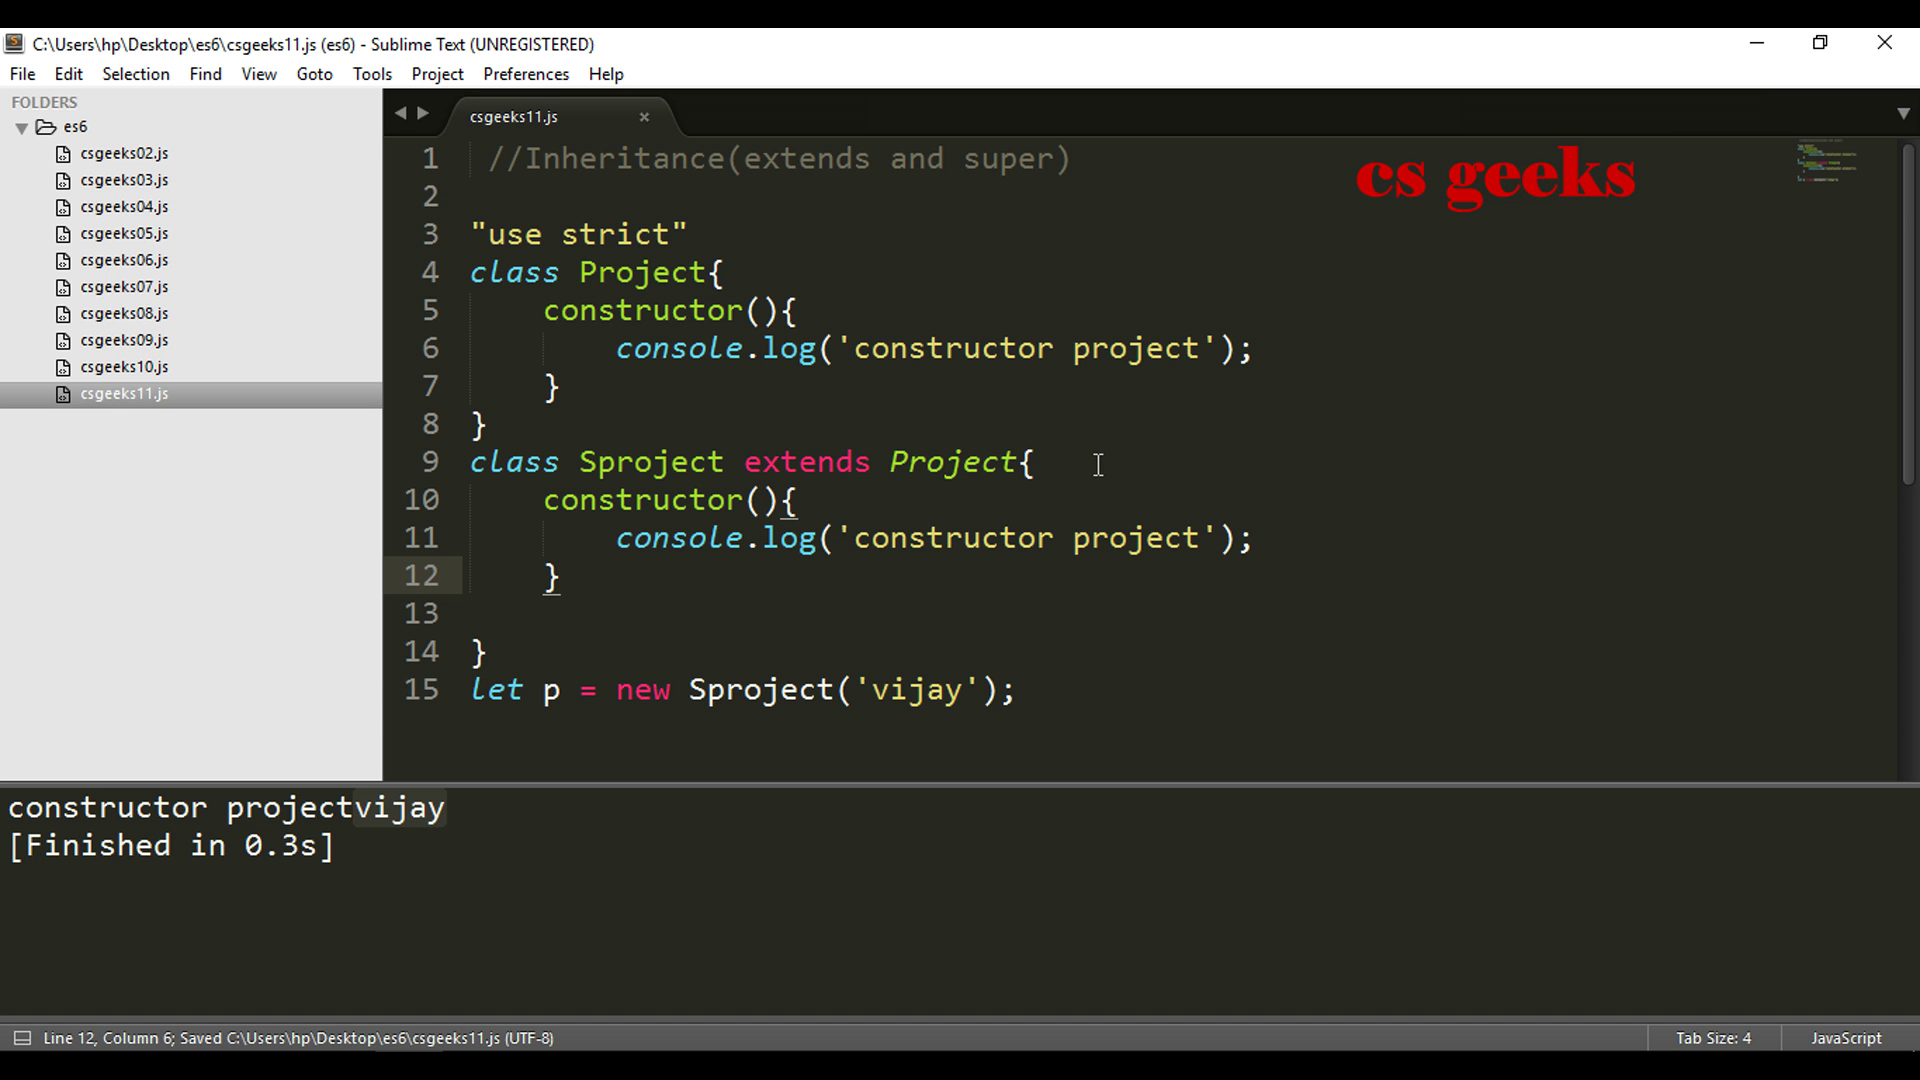 C:\Users\hp\Desktop\es6\csgeeks11.js (es6) - Sublime Text (UNREGISTERED)
File Edit Selection Find View Goto Tools Project Preferences Help
FOLDERS
es6
csgeeks02.js
csgeeks03.js
csgeeks04.js
csgeeks05.js
csgeeks06.js
csgeeks07.js
csgeeks08.js
csgeeks09.js
csgeeks10.js
csgeeks11.js
csgeeks11.js
cs geeks
1 //Inheritance(extends and super)
2
3 "use strict"
4 class Project{
5 constructor(){
6 console.log('constructor project');
7 }
8 }
9 class Sproject extends Project{
10 constructor(){
11 console.log('constructor project');
12 }
13
14 }
15 let p = new Sproject('vijay');
constructor projectvijay
[Finished in 0.3s]
Line 12, Column 6; Saved C:\Users\hp\Desktop\es6\csgeeks11.js (UTF-8)
Tab Size: 4
JavaScript